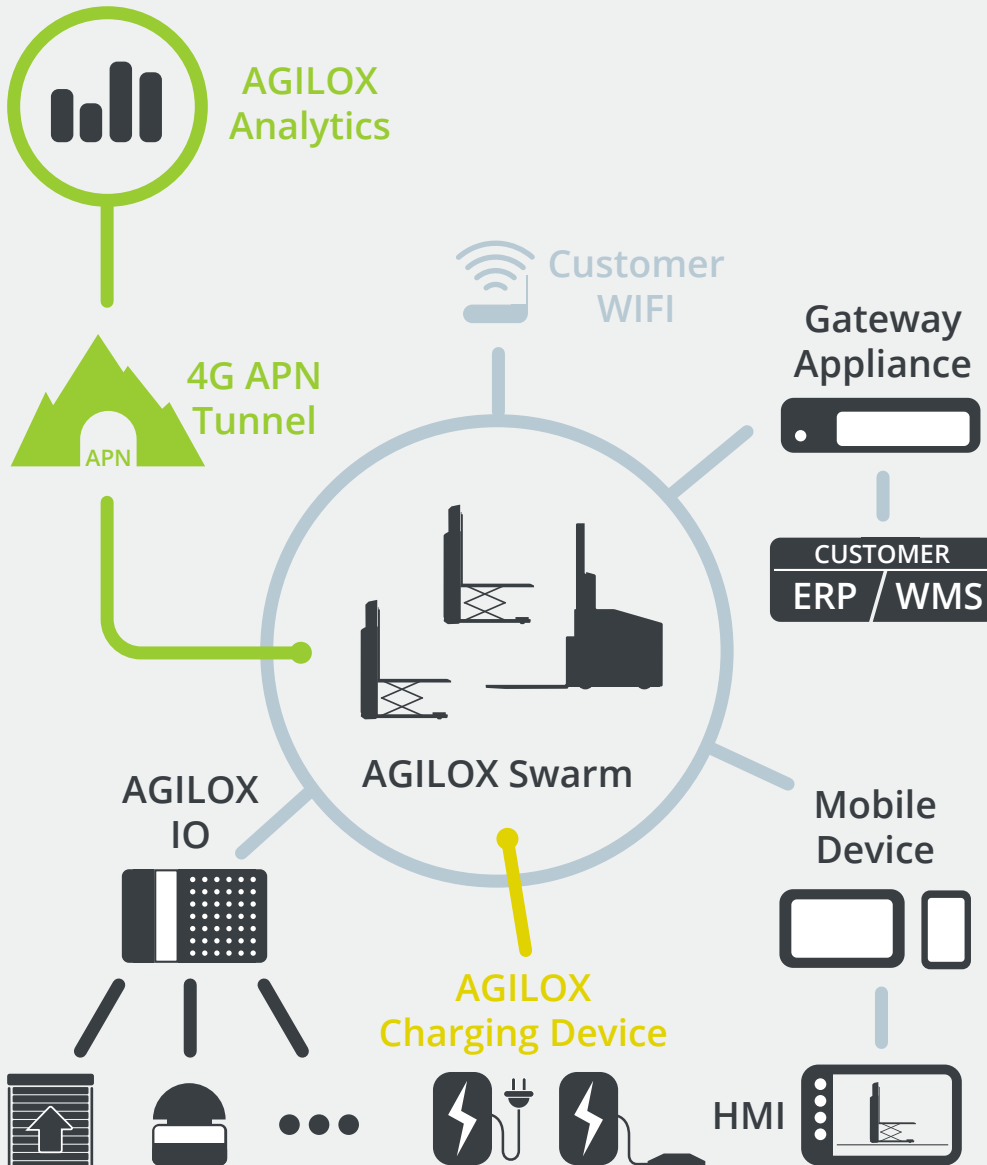 AGILOX
Analytics
Customer
WIFI
Gateway
Appliance
4G APN
Tunnel
APN
CUSTOMER
ERP / WMS
AGILOX Swarm
AGILOX
IO
Mobile
Device
AGILOX
Charging Device
HMI